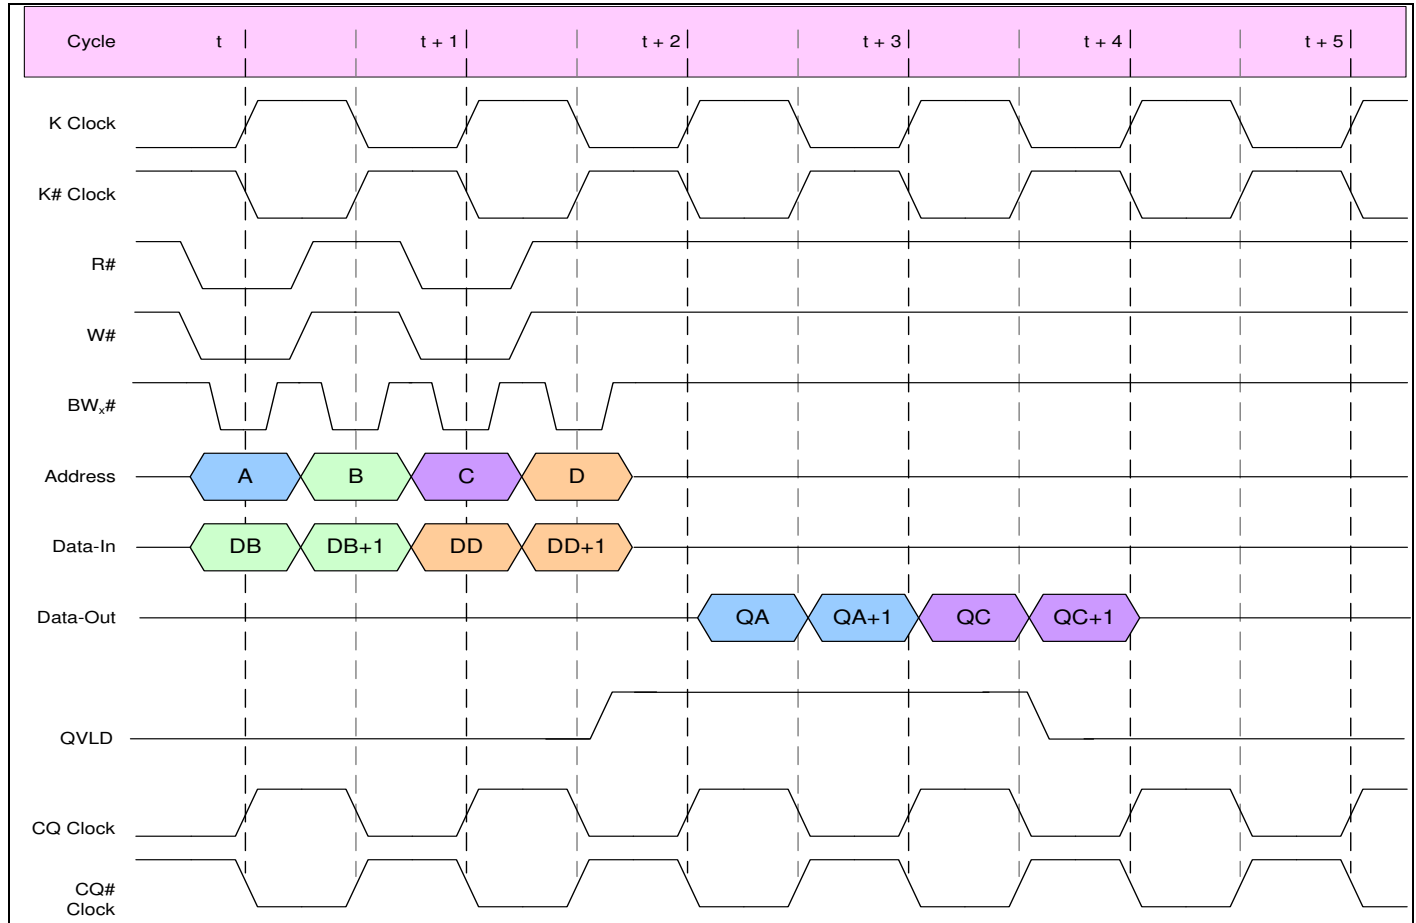 Cycle t t + 1 t + 2 t + 3 t + 4 t + 5
K Clock
K# Clock
R#
W#
BWx#
Address A B C D
Data-In DB DB+1 DD DD+1
Data-Out QA QA+1 QC QC+1
QVLD
CQ Clock
CQ#
Clock